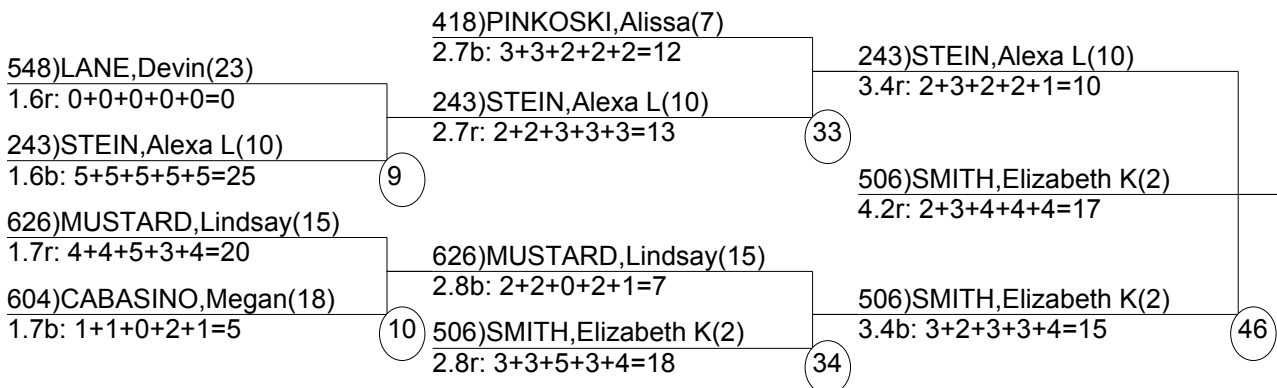 418)PINKOSKI,Alissa(7)
2.7b: 3+3+2+2+2=12
548)LANE,Devin(23)
1.6r: 0+0+0+0+0=0
243)STEIN,Alexa L(10)
3.4r: 2+3+2+2+1=10
243)STEIN,Alexa L(10)
2.7r: 2+2+3+3+3=13
33
243)STEIN,Alexa L(10)
1.6b: 5+5+5+5+5=25
9
506)SMITH,Elizabeth K(2)
4.2r: 2+3+4+4+4=17
626)MUSTARD,Lindsay(15)
1.7r: 4+4+5+3+4=20
626)MUSTARD,Lindsay(15)
2.8b: 2+2+0+2+1=7
604)CABASINO,Megan(18)
1.7b: 1+1+0+2+1=5
10
506)SMITH,Elizabeth K(2)
3.4b: 3+2+3+3+4=15
46
506)SMITH,Elizabeth K(2)
2.8r: 3+3+5+3+4=18
34